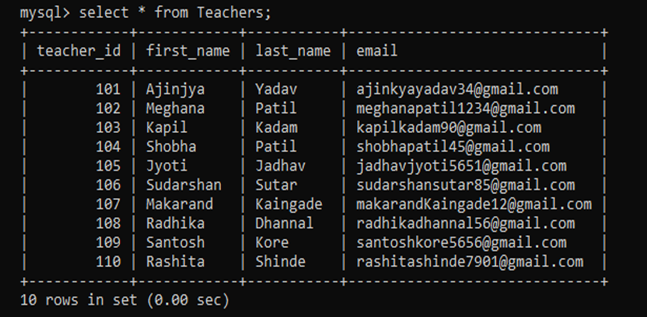 mysql> select * from Teachers;
+------------+------------+-----------+----------------------------+
| teacher_id | first_name | last_name | email                      |
+------------+------------+-----------+----------------------------+
|        101 | Ajinjya    | Yadav     | ajinkyayadav34@gmail.com   |
|        102 | Meghana    | Patil     | meghanapatil1234@gmail.com |
|        103 | Kapil      | Kadam     | kapilkadam90@gmail.com     |
|        104 | Shobha     | Patil     | shobhapatil45@gmail.com    |
|        105 | Jyoti      | Jadhav    | jadhavjyoti5651@gmail.com  |
|        106 | Sudarshan  | Sutar     | sudarshansutar85@gmail.com |
|        107 | Makarand   | Kaingade  | makarandKaingade12@gmail.com |
|        108 | Radhika    | Dhannal   | radhikadhannal56@gmail.com |
|        109 | Santosh    | Kore      | santoshkore5656@gmail.com  |
|        110 | Rashita    | Shinde    | rashitashinde7901@gmail.com |
+------------+------------+-----------+----------------------------+
10 rows in set (0.00 sec)